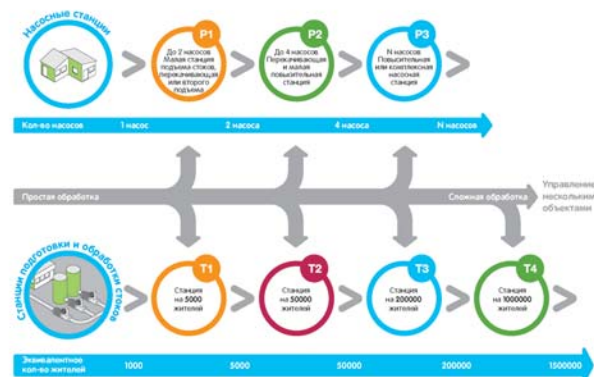 Насосные станции
P1
До 2 насосов
Малая станция
подъема стоков,
перекачивающая
или второго
подъема
P2
До 4 насосов
Перекачивающая
и малая
повысительная
станция
P3
N насосов
Повысительная
или комплексная
насосная
станция
Кол-во насосов
1 насос
2 насоса
4 насоса
N насосов
Простая обработка
Сложная обработка
Управление
несколькими
объектами
Станции подготовки и обработки стоков
T1
Станция
на 5000
жителей
T2
Станция
на 50000
жителей
T3
Станция
на 200000
жителей
T4
Станция
на 1000000
жителей
Эквивалентное
кол-во жителей
1000
5000
50000
200000
1500000